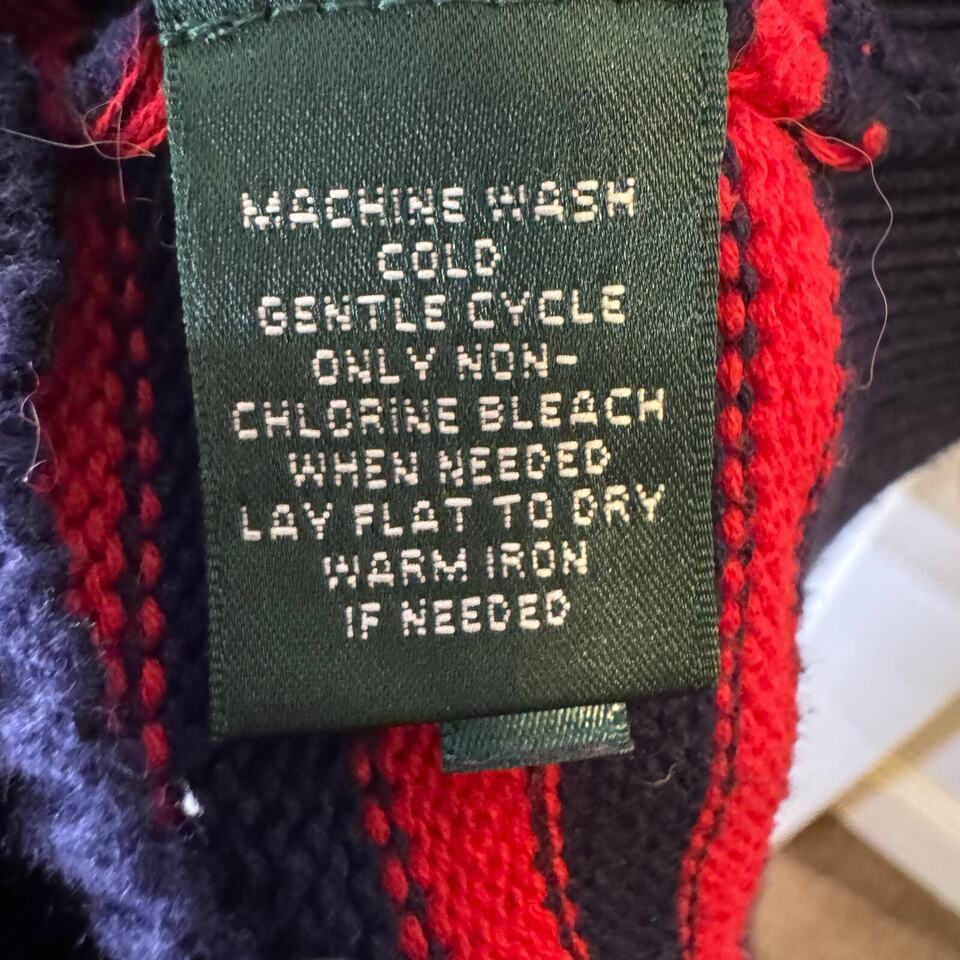 MACHINE WASH
COLD
GENTLE CYCLE
ONLY NON-
CHLORINE BLEACH
WHEN NEEDED
LAY FLAT TO DRY
WARM IRON
IF NEEDED